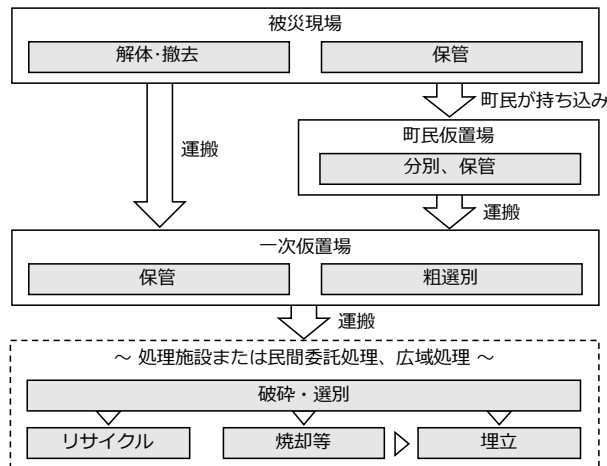 被災現場
解体・撤去
保管
町民が持ち込み
運搬
町民仮置場
分別、保管
運搬
一次仮置場
保管
粗選別
運搬
～ 処理施設または民間委託処理、広域処理 ～
破砕・選別
リサイクル
焼却等
埋立